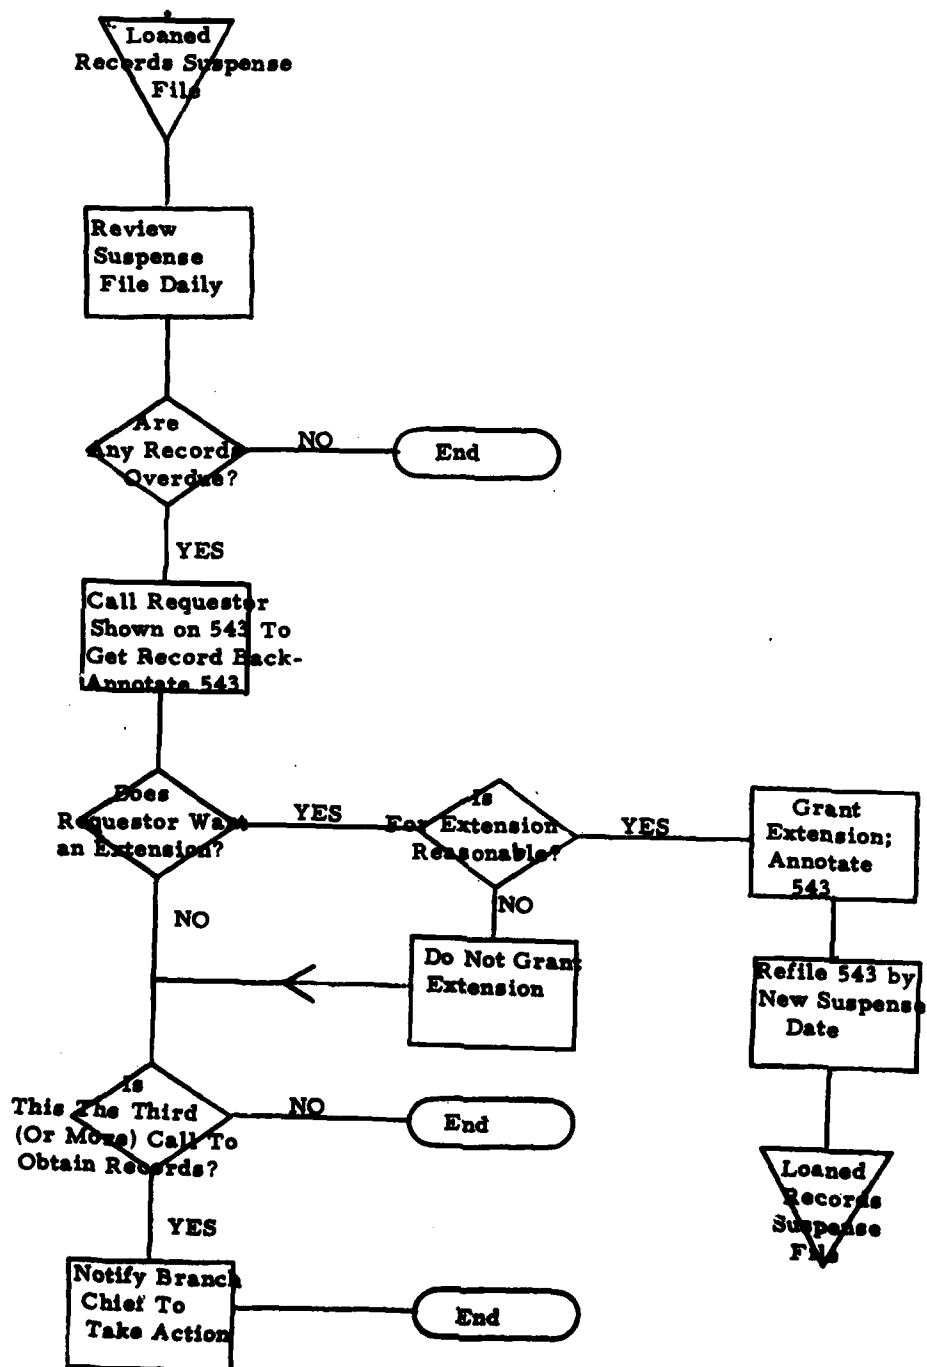 Loaned
Records Suspense
File
Review
Suspense
File Daily
Are
Any Records
Overdue?
NO
End
YES
Call Requestor
Shown on 543 To
Get Record Back-
Annotate 543
Does
Requestor Want
an Extension?
YES
Is
For Extension
Reasonable?
YES
Grant
Extension;
Annotate
543
NO
NO
Do Not Grant
Extension
Refile 543 by
New Suspense
Date
Is
This The Third
(Or More) Call To
Obtain Records?
NO
End
Loaned
Records
Suspense
File
YES
Notify Branch
Chief To
Take Action
End